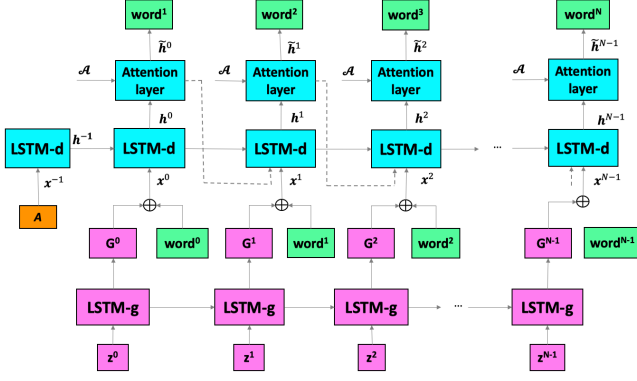 word¹ word² word³ wordᴺ
h̃⁰ h̃¹ h̃² h̃ᴺ⁻¹
𝒜 Attention layer 𝒜 Attention layer 𝒜 Attention layer 𝒜 Attention layer
h⁰ h¹ h² hᴺ⁻¹
LSTM-d h⁻¹ LSTM-d LSTM-d LSTM-d ... LSTM-d
x⁻¹ x⁰ x¹ x² xᴺ⁻¹
A
G⁰ word⁰ G¹ word¹ G² word² Gᴺ⁻¹ wordᴺ⁻¹
LSTM-g LSTM-g LSTM-g ... LSTM-g
z⁰ z¹ z² zᴺ⁻¹